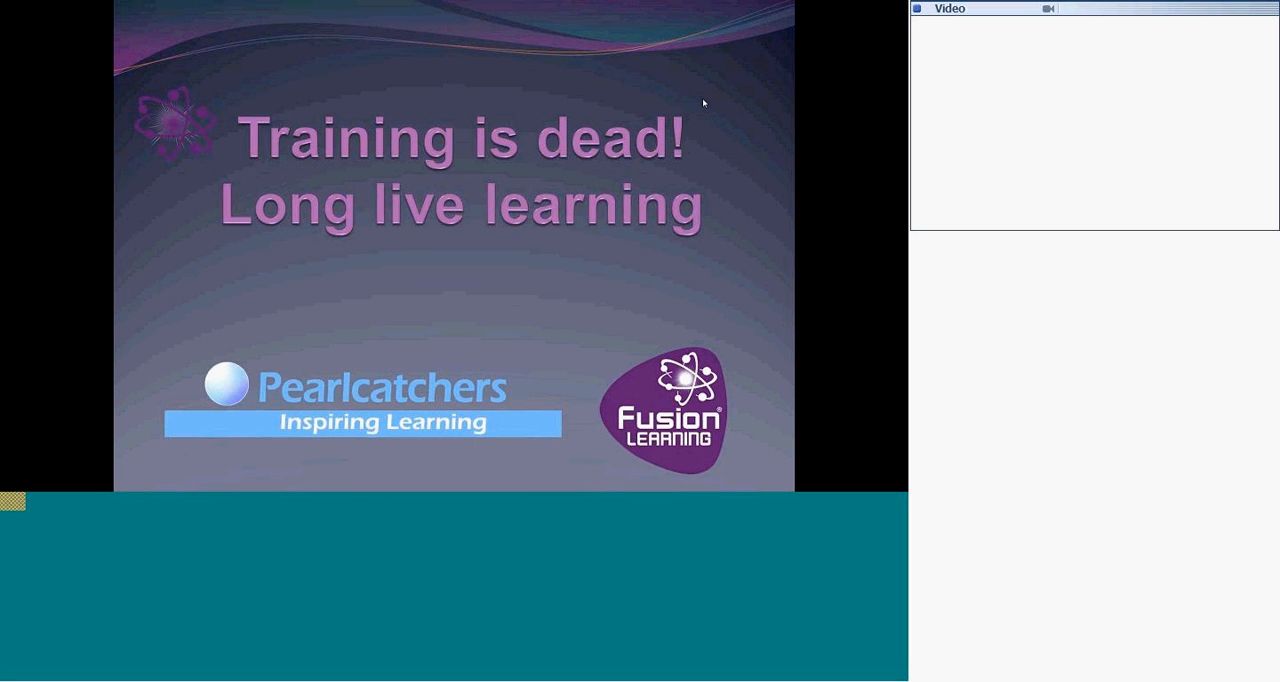 Video
Training is dead!
Long live learning
Pearlcatchers
Inspiring Learning
Fusion®
LEARNING